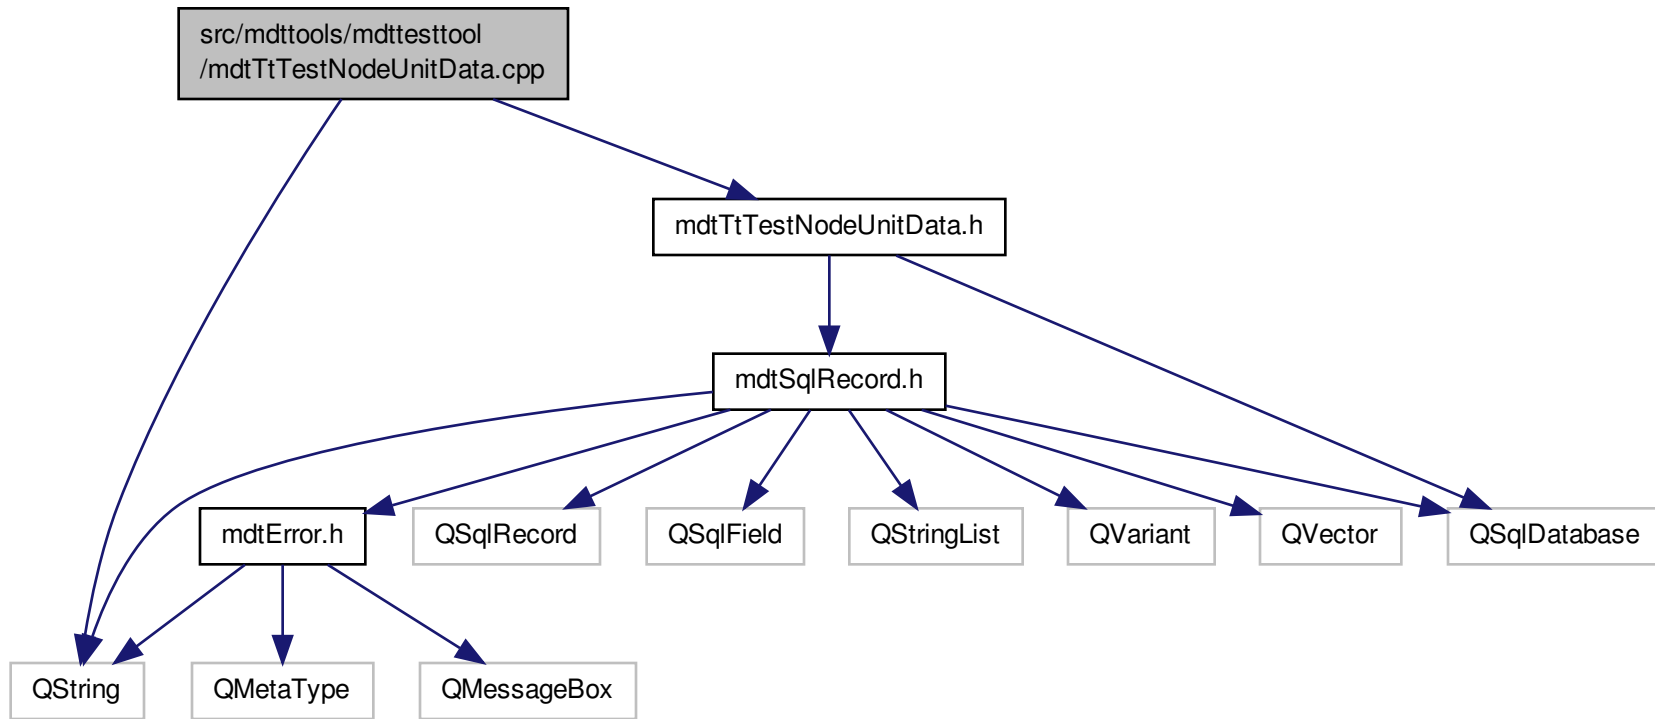 src/mdttools/mdttesttool
/mdtTtTestNodeUnitData.cpp
mdtTtTestNodeUnitData.h
mdtSqlRecord.h
mdtError.h
QSqlRecord
QSqlField
QStringList
QVariant
QVector
QSqlDatabase
QString
QMetaType
QMessageBox